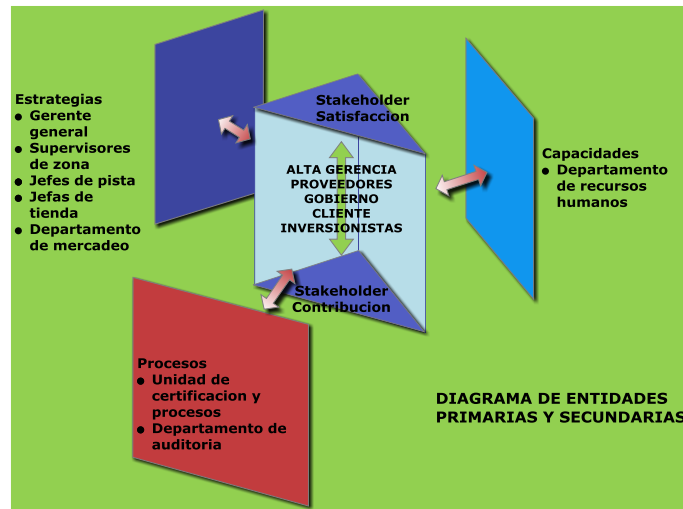 Estrategias
● Gerente
general
● Supervisores
de zona
● Jefes de pista
● Jefas de
tienda
● Departamento
de mercadeo
Stakeholder
Satisfaccion
ALTA GERENCIA
PROVEEDORES
GOBIERNO
CLIENTE
INVERSIONISTAS
Stakeholder
Contribucion
Capacidades
● Departamento
de recursos
humanos
Procesos
● Unidad de
certificacion y
procesos
● Departamento de
auditoria
DIAGRAMA DE ENTIDADES
PRIMARIAS Y SECUNDARIAS